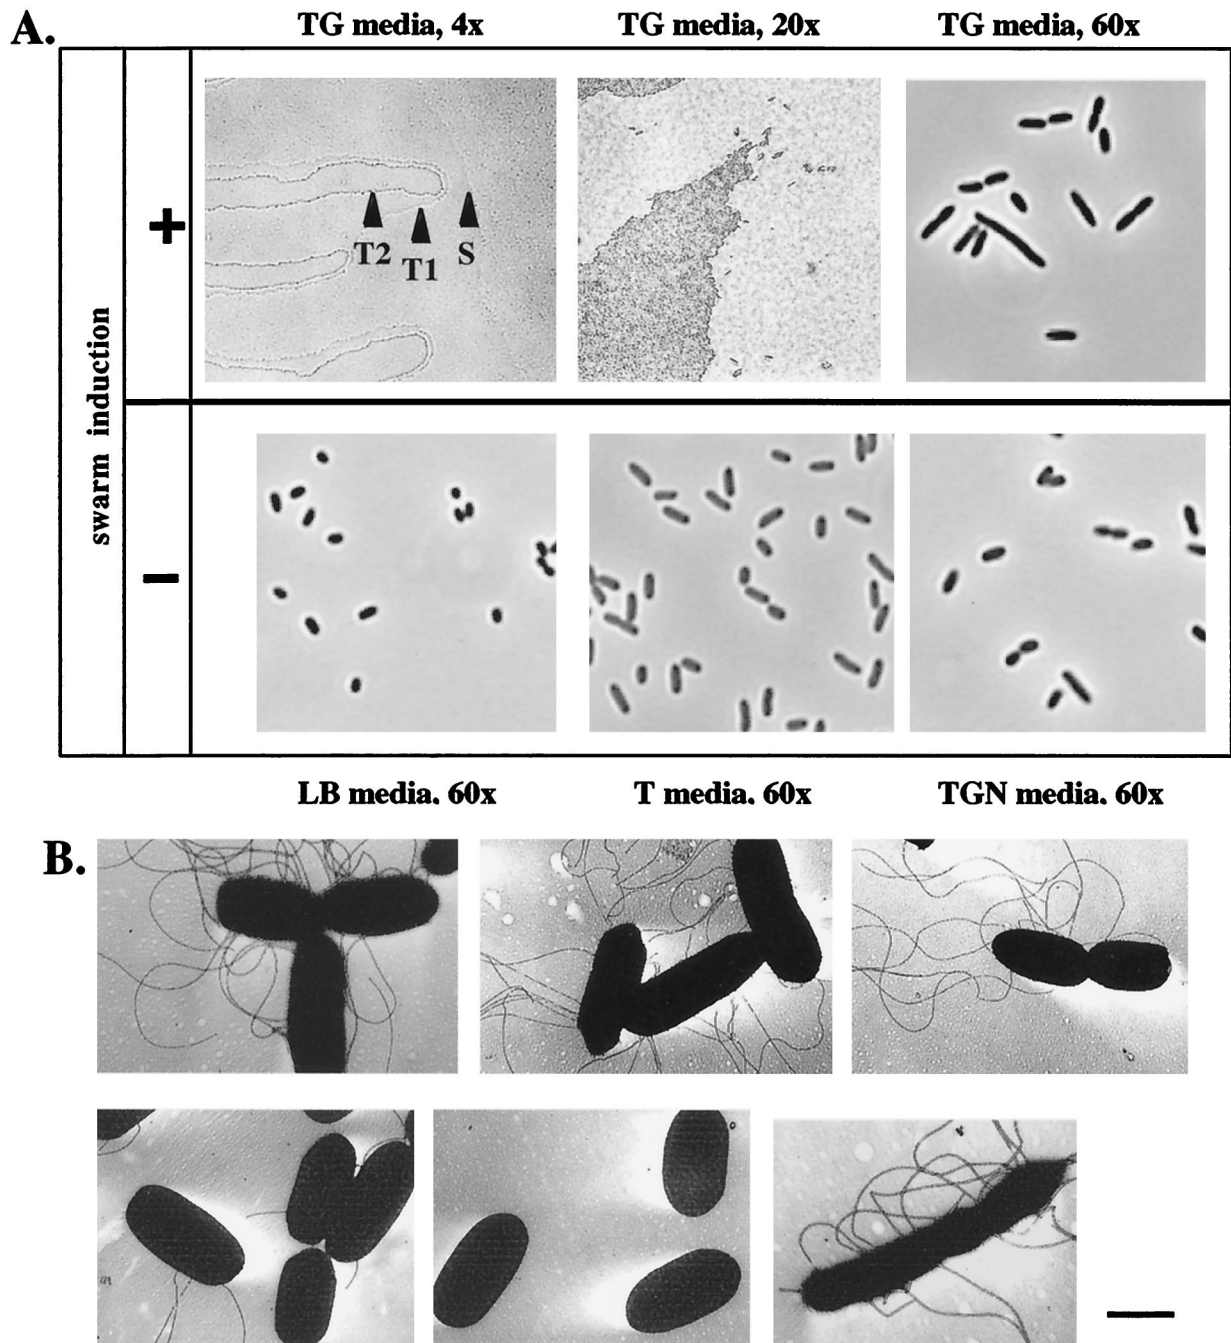 A.
TG media, 4x
TG media, 20x
TG media, 60x
swarm induction
+
T2
T1
S
−
LB media. 60x
T media. 60x
TGN media. 60x
B.